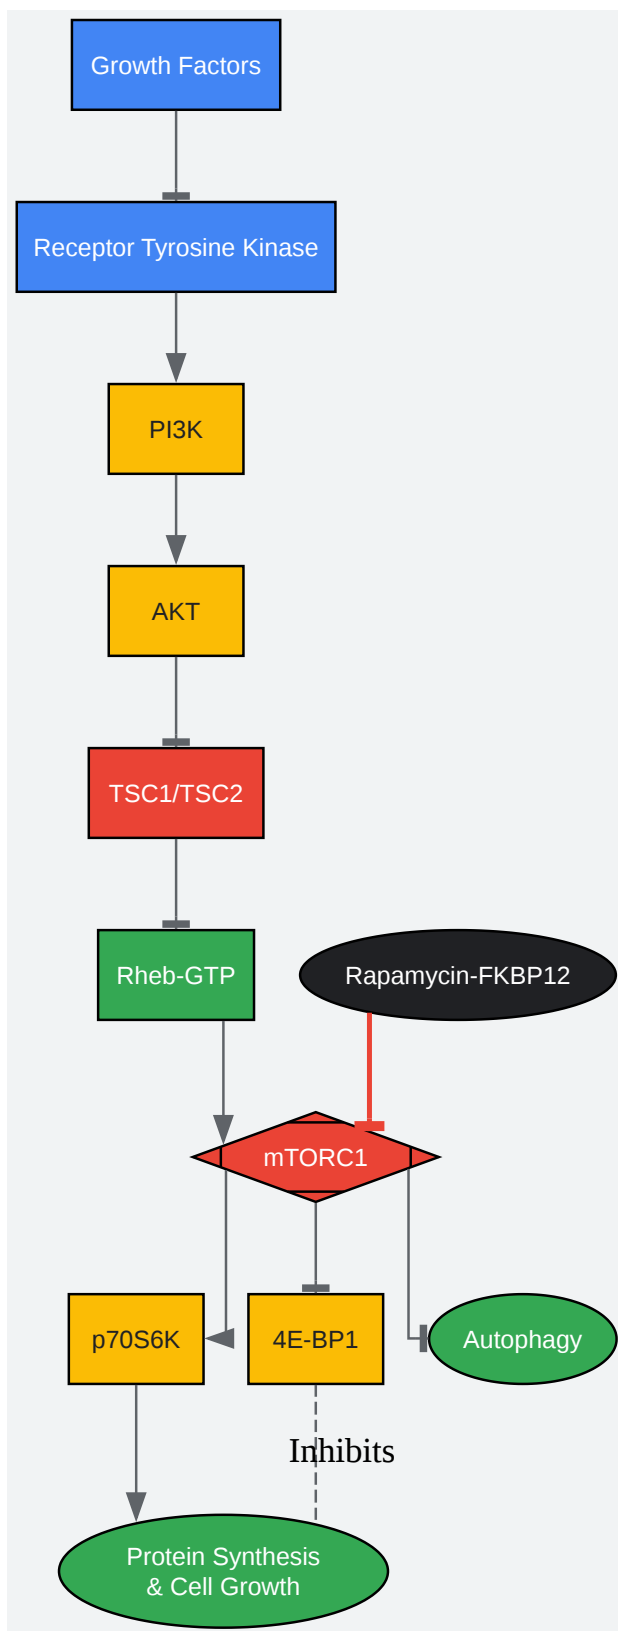 Growth Factors
Receptor Tyrosine Kinase
PI3K
AKT
TSC1/TSC2
Rheb-GTP
Rapamycin-FKBP12
mTORC1
p70S6K
4E-BP1
Autophagy
Inhibits
Protein Synthesis
& Cell Growth